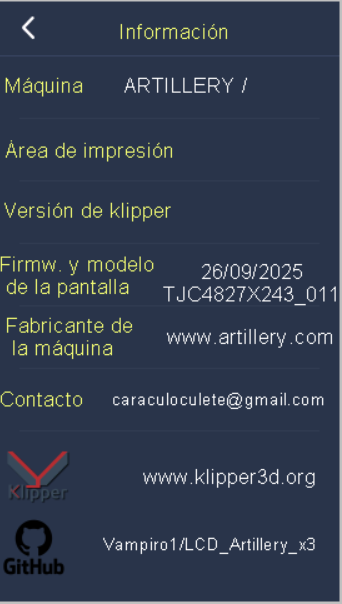 Información
Máquina ARTILLERY /
Área de impresión
Versión de klipper
Firmw. y modelo
de la pantalla
26/09/2025
TJC4827X243_011
Fabricante de
la máquina
www.artillery.com
Contacto caraculoculete@gmail.com
Klipper
www.klipper3d.org
GitHub
Vampiro1/LCD_Artillery_x3